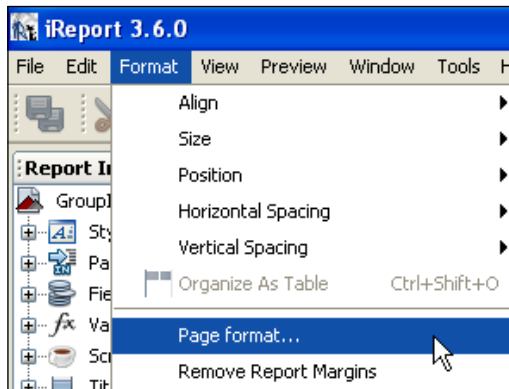 iReport 3.6.0
File Edit Format View Preview Window Tools
Align
Size
Report
Position
Horizontal Spacing
Vertical Spacing
Organize As Table Ctrl+Shift+O
Page format...
Remove Report Margins